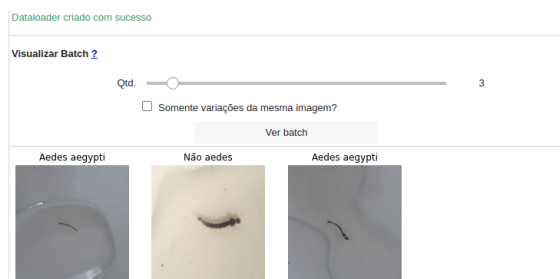 Dataloader criado com sucesso
Visualizar Batch ?
Qtd. 3
Somente variações da mesma imagem?
Ver batch
Aedes aegypti Não aedes Aedes aegypti